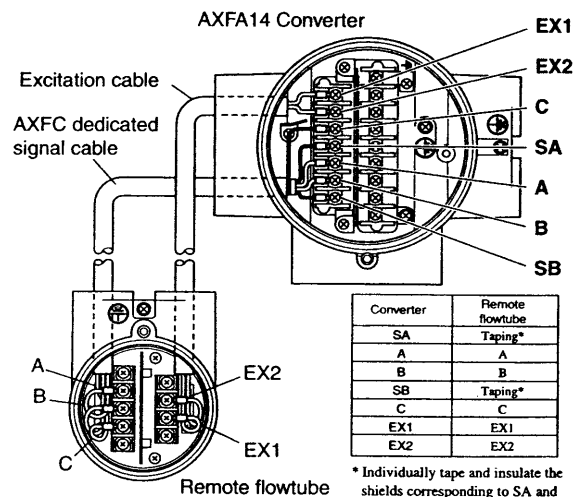 AXFA14 Converter
EX1
EX2
C
SA
A
B
SB
Excitation cable
AXFC dedicated
signal cable
A
B
C
EX2
EX1
Remote flowtube
Converter Remote flowtube
SA Taping*
A A
B B
SB Taping*
C C
EX1 EX1
EX2 EX2
* Individually tape and insulate the
shields corresponding to SA and